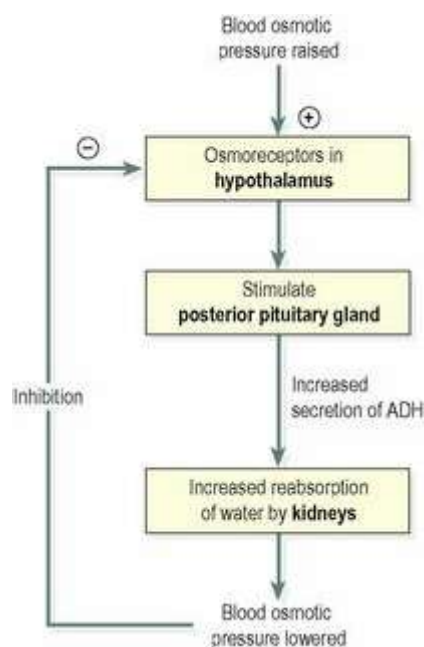 Blood osmotic
pressure raised
+
−
Osmoreceptors in
hypothalamus
Stimulate
posterior pituitary gland
Inhibition
Increased
secretion of ADH
Increased reabsorption
of water by kidneys
Blood osmotic
pressure lowered